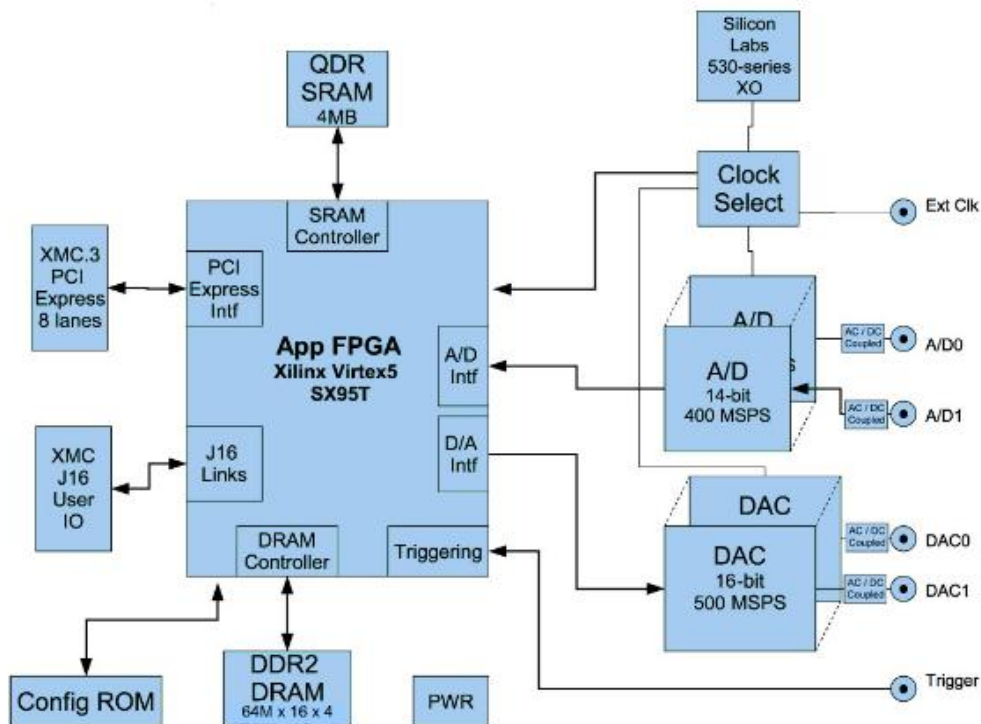 QDR
SRAM
4MB
Silicon
Labs
530-series
XO
Clock
Select
Ext Clk
SRAM
Controller
XMC.3
PCI
Express
8 lanes
PCI
Express
Intf
App FPGA
Xilinx Virtex5
SX95T
A/D
Intf
A/D
A/D
14-bit
400 MSPS
AC / DC
Coupled
A/D0
AC / DC
Coupled
A/D1
D/A
Intf
XMC
J16
User
IO
J16
Links
DAC
DAC
16-bit
500 MSPS
AC / DC
Coupled
DAC0
AC / DC
Coupled
DAC1
DRAM
Controller
Triggering
Trigger
Config ROM
DDR2
DRAM
64M x 16 x 4
PWR